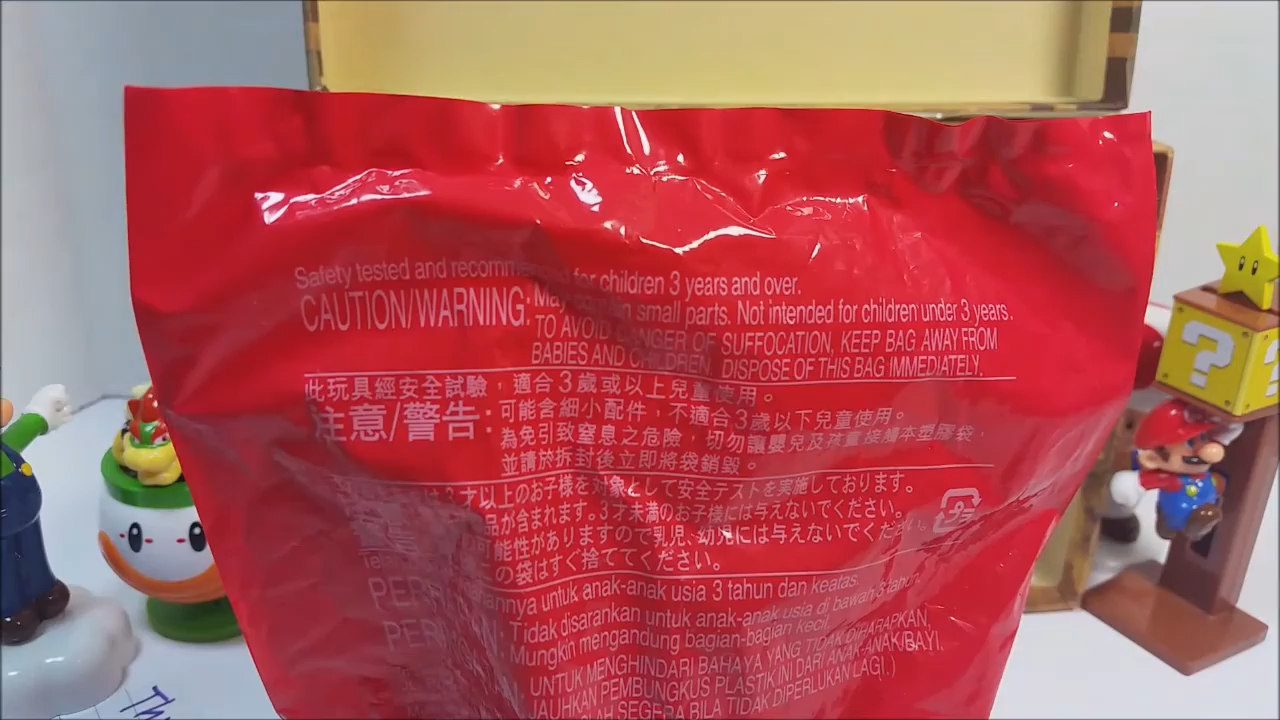 Safety tested and recommended for children 3 years and over.
CAUTION/WARNING: May contain small parts. Not intended for children under 3 years.
TO AVOID DANGER OF SUFFOCATION, KEEP BAG AWAY FROM
BABIES AND CHILDREN. DISPOSE OF THIS BAG IMMEDIATELY.
此玩具經安全試驗，適合3歲或以上兒童使用。
注意/警告：可能含細小配件，不適合3歲以下兒童使用。
為免引致窒息之危險，切勿讓嬰兒及孩童接觸本塑膠袋，
並請於拆封後立即將袋銷毀。
は3才以上のお子様を対象として安全テストを実施しております。
品が含まれます。3才未満のお子様には与えないでください。
可能性がありますので乳児、幼児には与えないでくだ
の袋はすぐ捨ててください。
untuk anak-anak usia 3 tahun dan keatas.
Tidak disarankan untuk anak-anak usia di bawah 3 tahun.
Mungkin mengandung bagian-bagian kecil.
UNTUK MENGHINDARI BAHAYA YANG TIDAK DIHARAPKAN,
JAUHKAN PEMBUNGKUS PLASTIK INI DARI ANAK-ANAK/BAYI.
SEGERA BILA TIDAK DIPERLUKAN LAGI.)